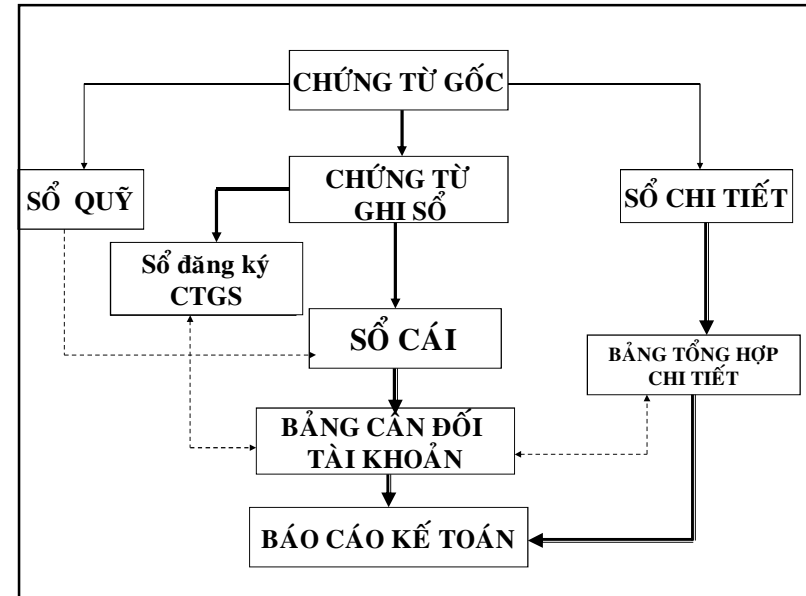 CHỨNG TỪ GỐC
CHỨNG TỪ
GHI SỔ
SỔ QUỸ
SỔ CHI TIẾT
Sổ đăng ký
CTGS
SỔ CÁI
BẢNG TỔNG HỢP
CHI TIẾT
BẢNG CÂN ĐỐI
TÀI KHOẢN
BÁO CÁO KẾ TOÁN